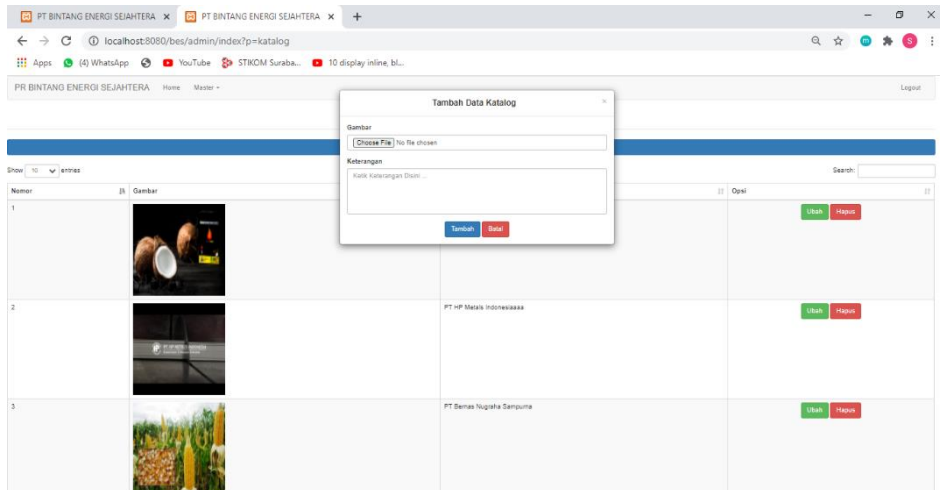 PT BINTANG ENERGI SEJAHTERA
PT BINTANG ENERGI SEJAHTERA
localhost:8080/bes/admin/index?p=katalog
Apps (4) WhatsApp YouTube STIKOM Suraba... 10 display inline, bl...
PR BINTANG ENERGI SEJAHTERA Home Master Logout
Tambah Data Katalog
Gambar
Choose File No file chosen
Keterangan
Ketik Keterangan Disini ...
Tambah Batal
Show 10 entries Search:
Nomor Gambar Opsi
1 Ubah Hapus
2 PT HP Metals Indonesiaaaa Ubah Hapus
3 PT Bernas Nugraha Sampurna Ubah Hapus